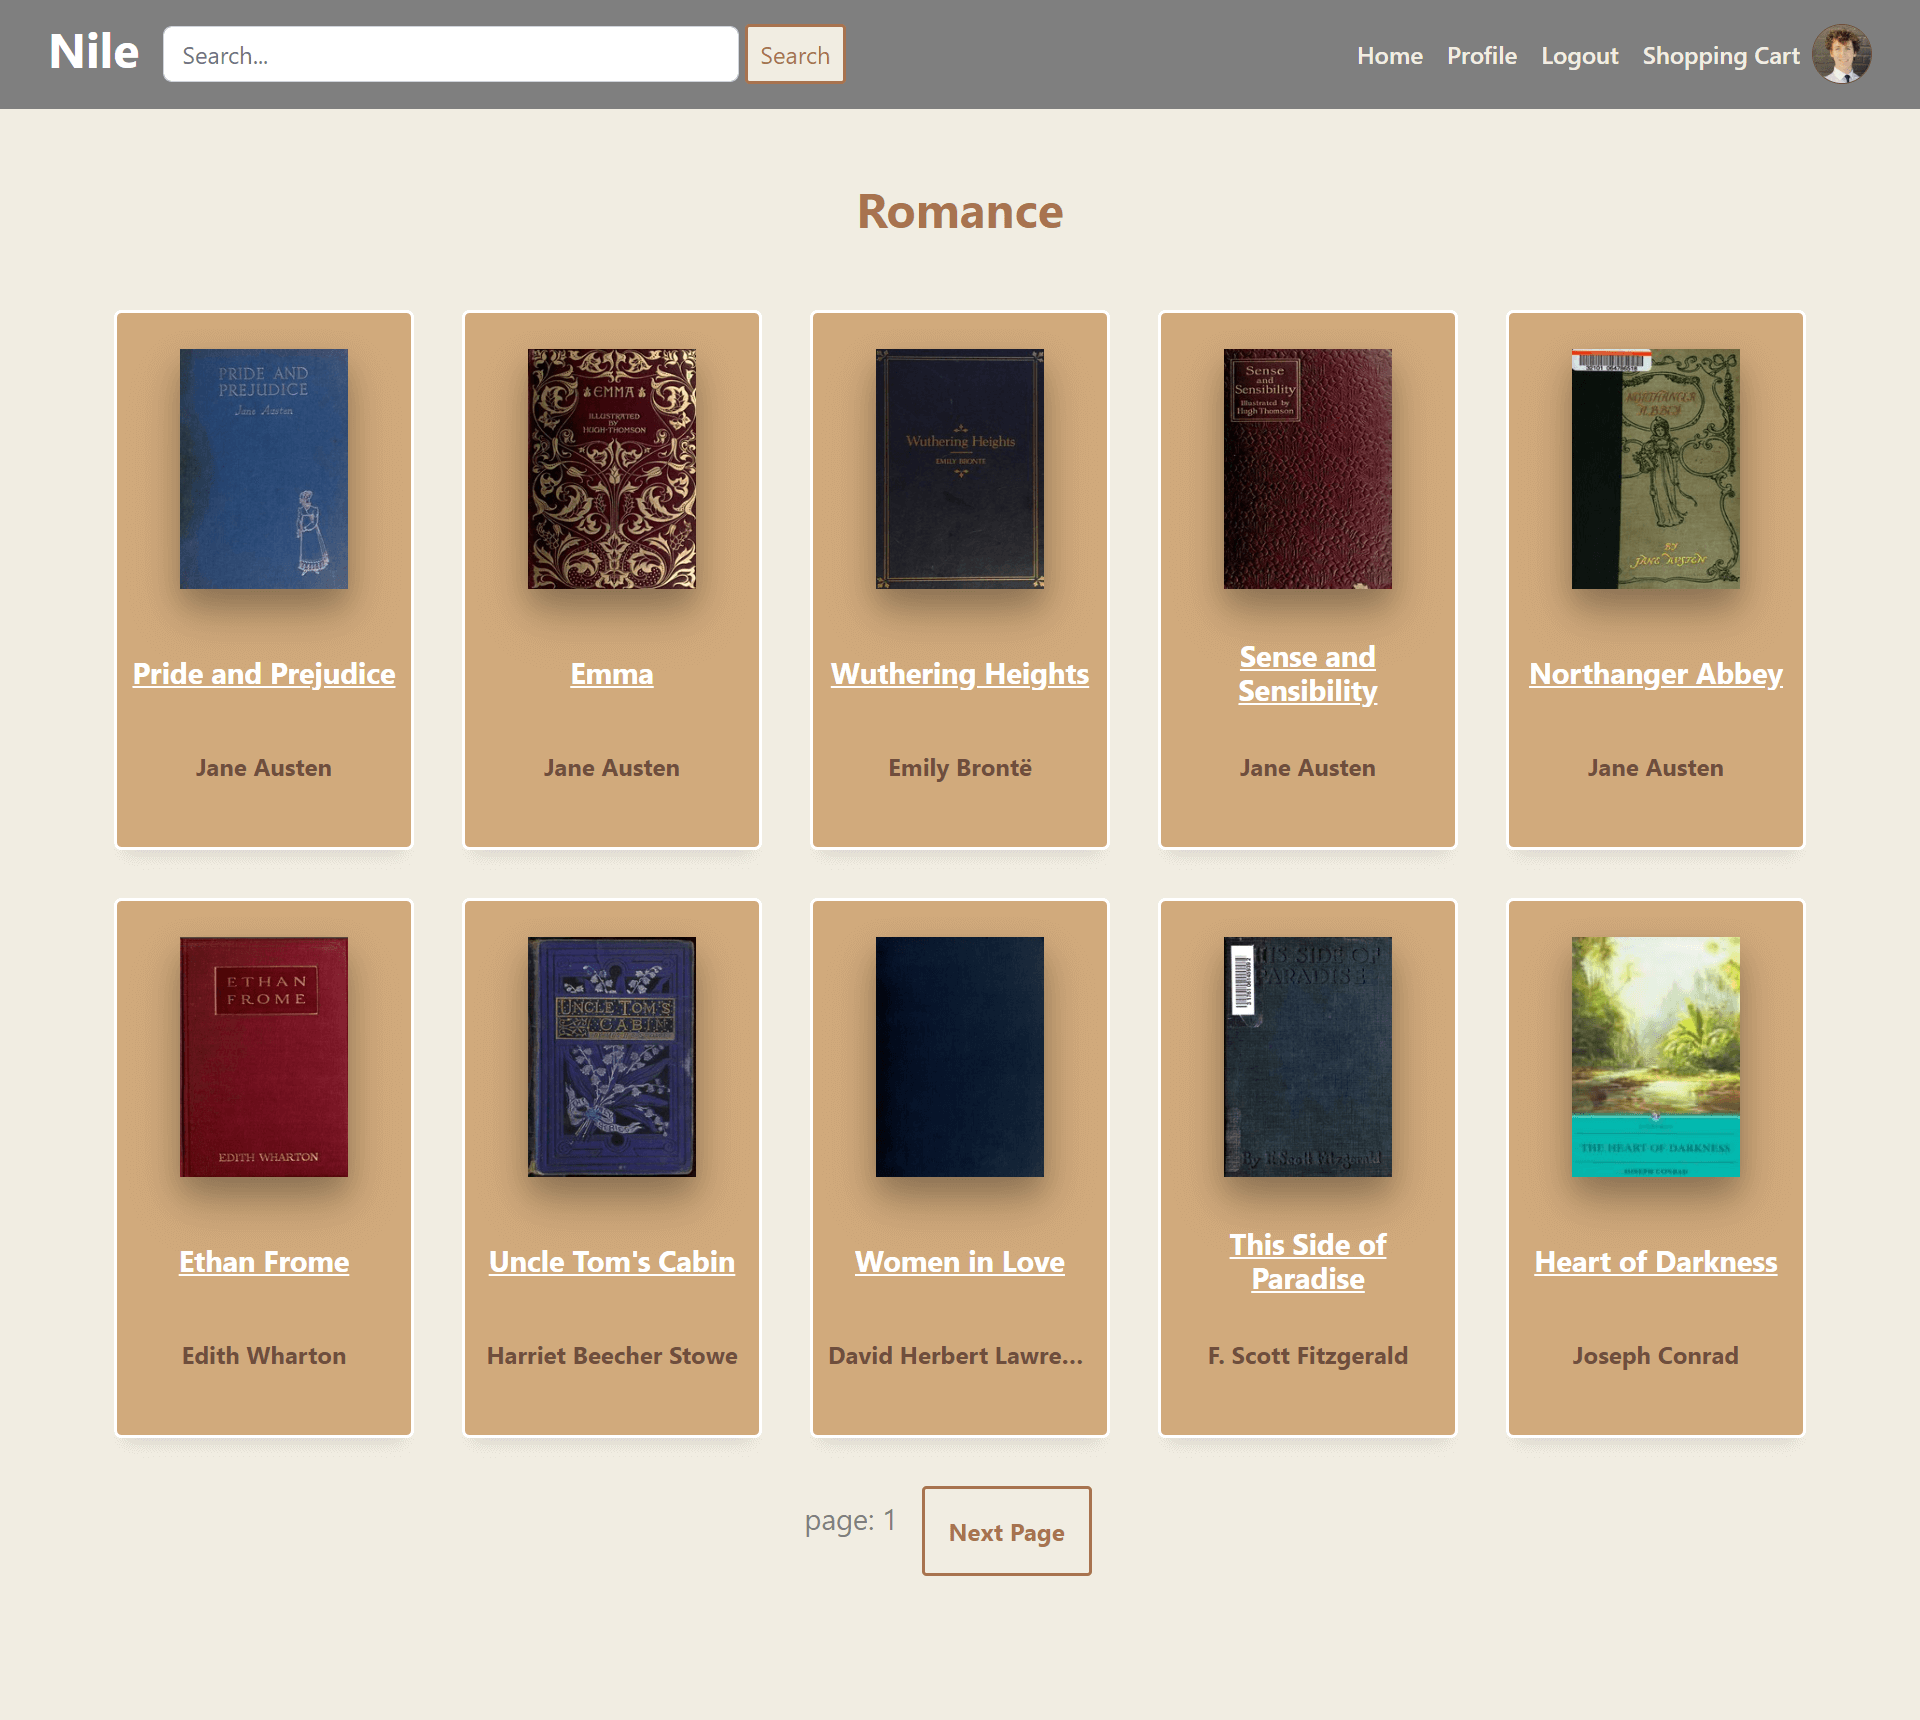 Nile
Search...
Search
Home
Profile
Logout
Shopping Cart
Romance
PRIDE AND
PREJUDICE
Jane Austen
EMMA
ILLUSTRATED
BY
HUGH·THOMSON
Wuthering Heights
EMILY BRONTË
Sense
and
Sensibility
Illustrated by
Hugh Thomson
NORTHANGER
ABBEY
BY
JANE AUSTEN
Pride and Prejudice
Emma
Wuthering Heights
Sense and
Sensibility
Northanger Abbey
Jane Austen
Jane Austen
Emily Brontë
Jane Austen
Jane Austen
ETHAN
FROME
EDITH WHARTON
UNCLE TOM'S
CABIN
HIS SIDE OF
PARADISE
By F. Scott Fitzgerald
THE HEART OF DARKNESS
JOSEPH CONRAD
Ethan Frome
Uncle Tom's Cabin
Women in Love
This Side of
Paradise
Heart of Darkness
Edith Wharton
Harriet Beecher Stowe
David Herbert Lawre...
F. Scott Fitzgerald
Joseph Conrad
page: 1
Next Page